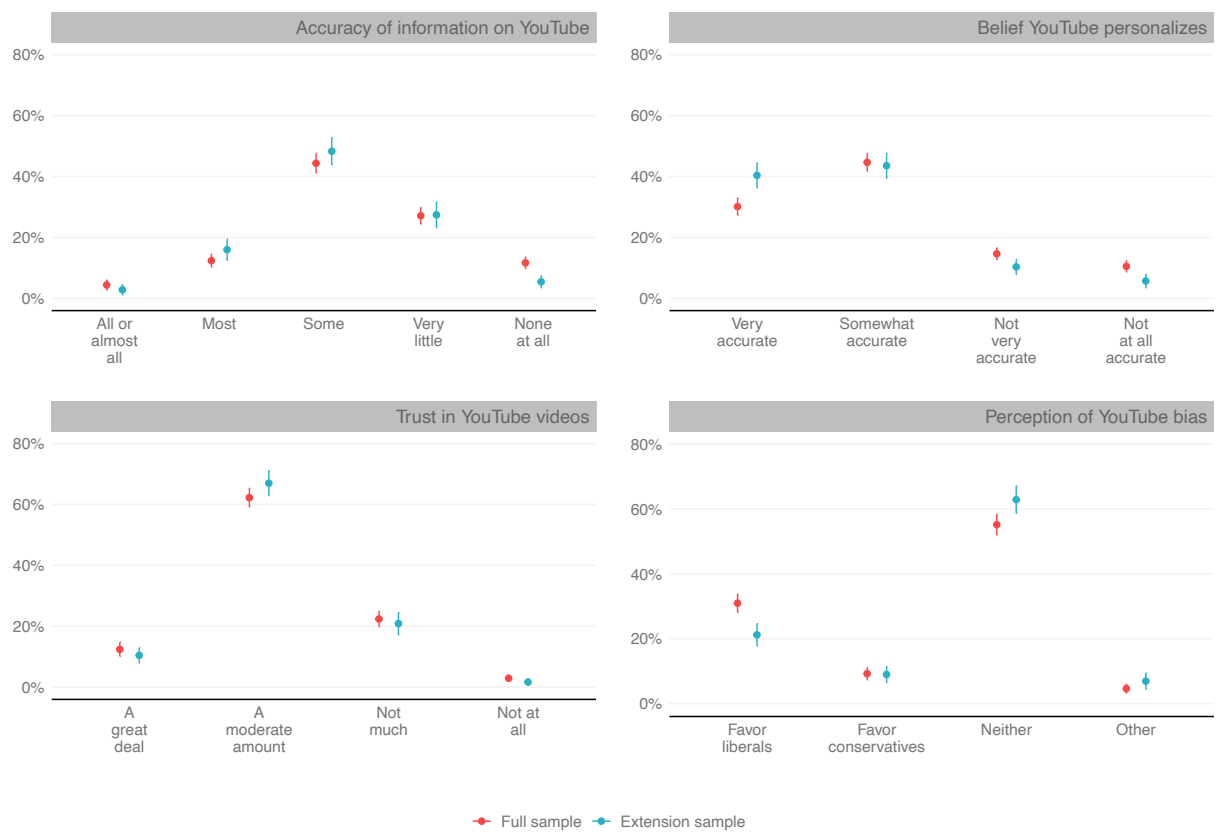 Accuracy of information on YouTube
80%
60%
40%
20%
0%
All or
almost
all
Most
Some
Very
little
None
at all
Belief YouTube personalizes
80%
60%
40%
20%
0%
Very
accurate
Somewhat
accurate
Not
very
accurate
Not
at all
accurate
Trust in YouTube videos
80%
60%
40%
20%
0%
A
great
deal
A
moderate
amount
Not
much
Not at
all
Perception of YouTube bias
80%
60%
40%
20%
0%
Favor
liberals
Favor
conservatives
Neither
Other
Full sample
Extension sample